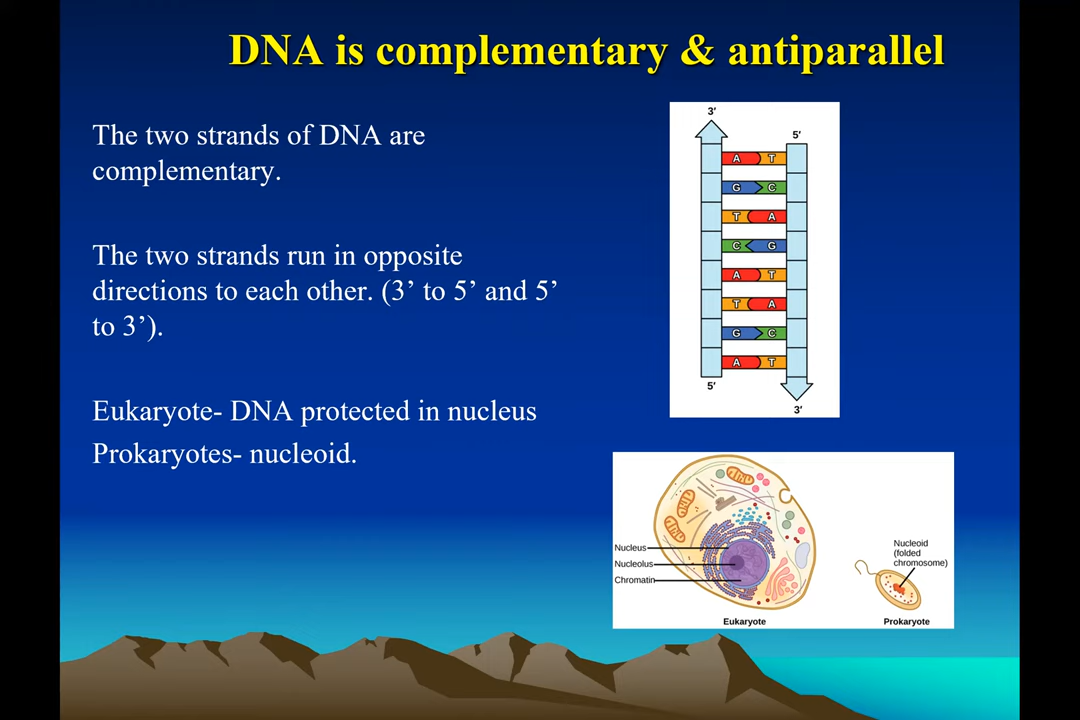 DNA is complementary & antiparallel
The two strands of DNA are
complementary.
The two strands run in opposite
directions to each other. (3’ to 5’ and 5’
to 3’).
Eukaryote- DNA protected in nucleus
Prokaryotes- nucleoid.
3′
5′
A T
G C
T A
C G
A T
T A
G C
A T
5′
3′
Nucleus
Nucleolus
Chromatin
Eukaryote
Nucleoid
(folded
chromosome)
Prokaryote